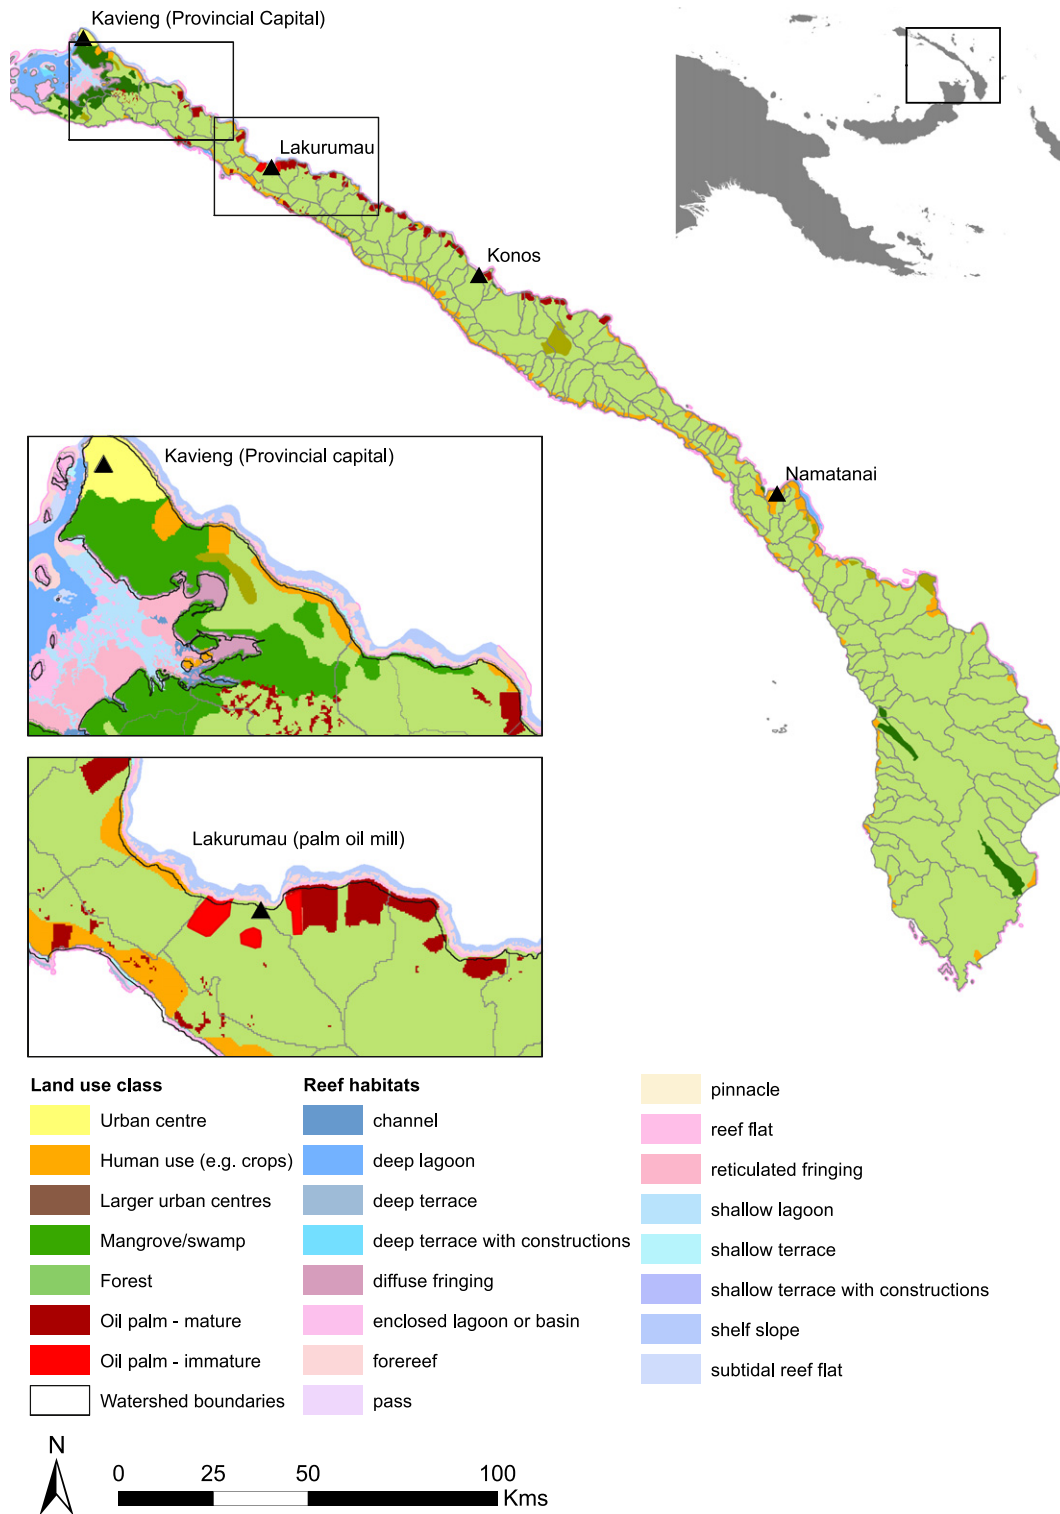 Kavieng (Provincial Capital)
Lakurumau
Konos
Kavieng (Provincial capital)
Namatanai
Lakurumau (palm oil mill)
Land use class
Urban centre
Human use (e.g. crops)
Larger urban centres
Mangrove/swamp
Forest
Oil palm - mature
Oil palm - immature
Watershed boundaries
Reef habitats
channel
deep lagoon
deep terrace
deep terrace with constructions
diffuse fringing
enclosed lagoon or basin
forereef
pass
pinnacle
reef flat
reticulated fringing
shallow lagoon
shallow terrace
shallow terrace with constructions
shelf slope
subtidal reef flat
N
0 25 50 100
Kms